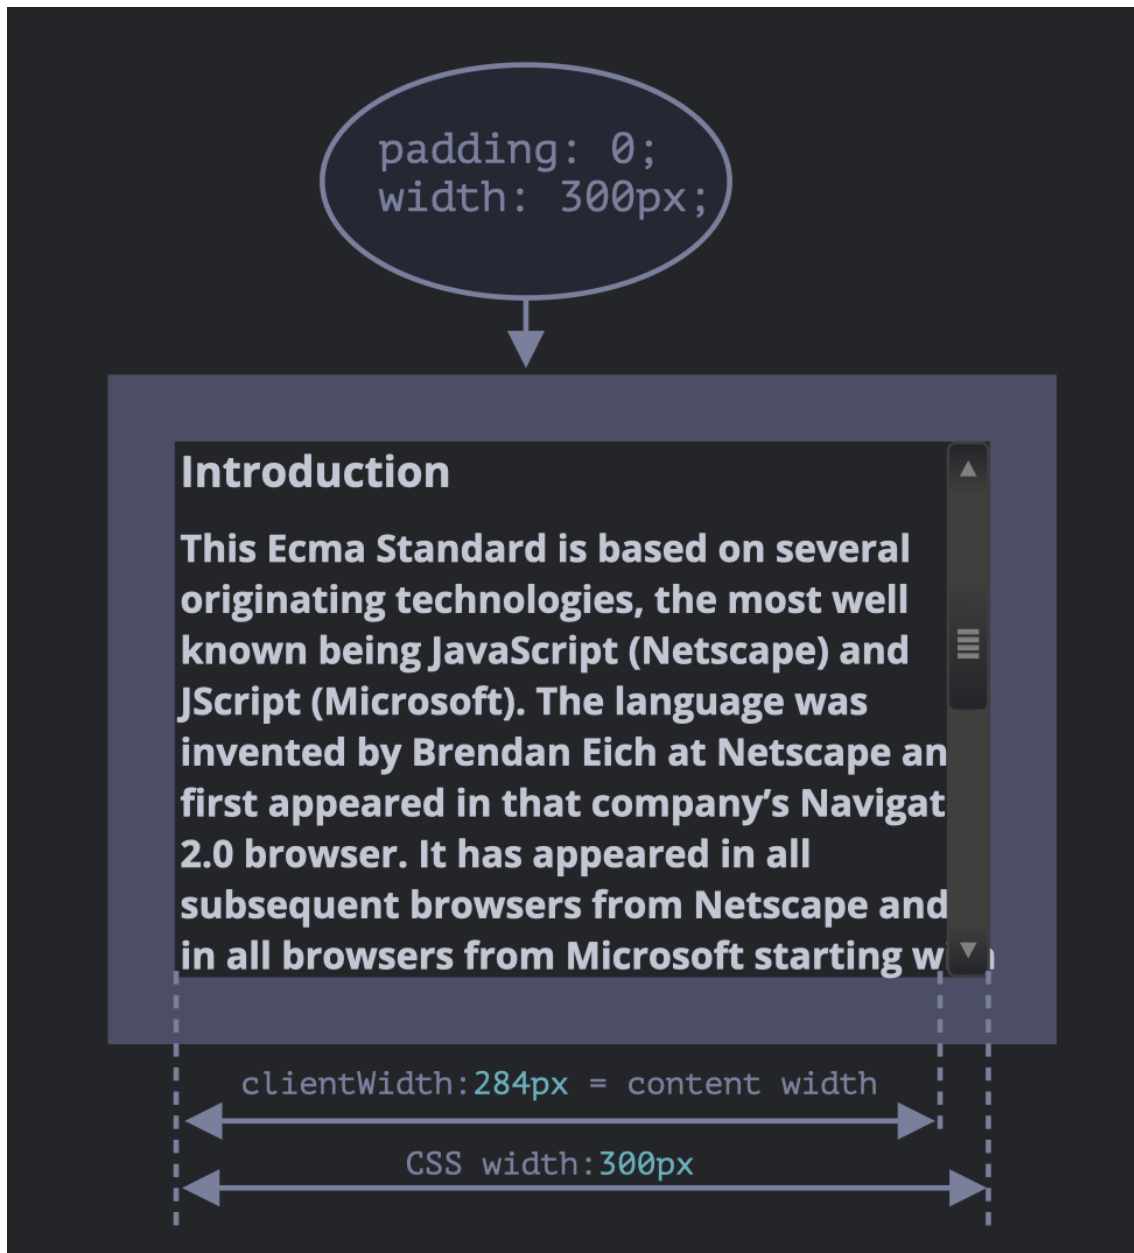 padding: 0;
width: 300px;
Introduction
This Ecma Standard is based on several
originating technologies, the most well
known being JavaScript (Netscape) and
JScript (Microsoft). The language was
invented by Brendan Eich at Netscape an
first appeared in that company’s Navigat
2.0 browser. It has appeared in all
subsequent browsers from Netscape and
in all browsers from Microsoft starting
clientWidth:284px = content width
CSS width:300px